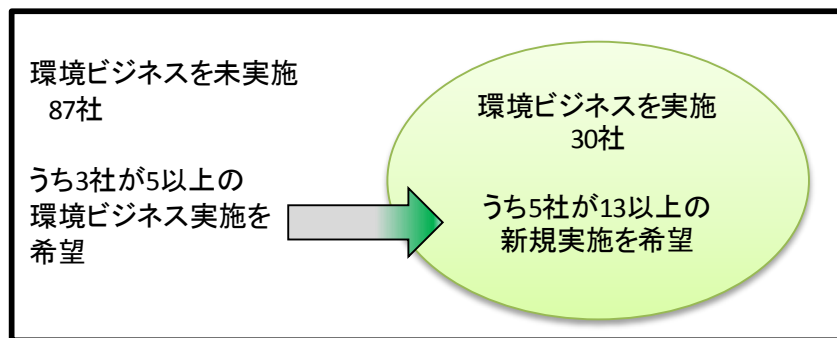 環境ビジネスを未実施
87社
うち3社が5以上の
環境ビジネス実施を
希望
環境ビジネスを実施
30社
うち5社が13以上の
新規実施を希望